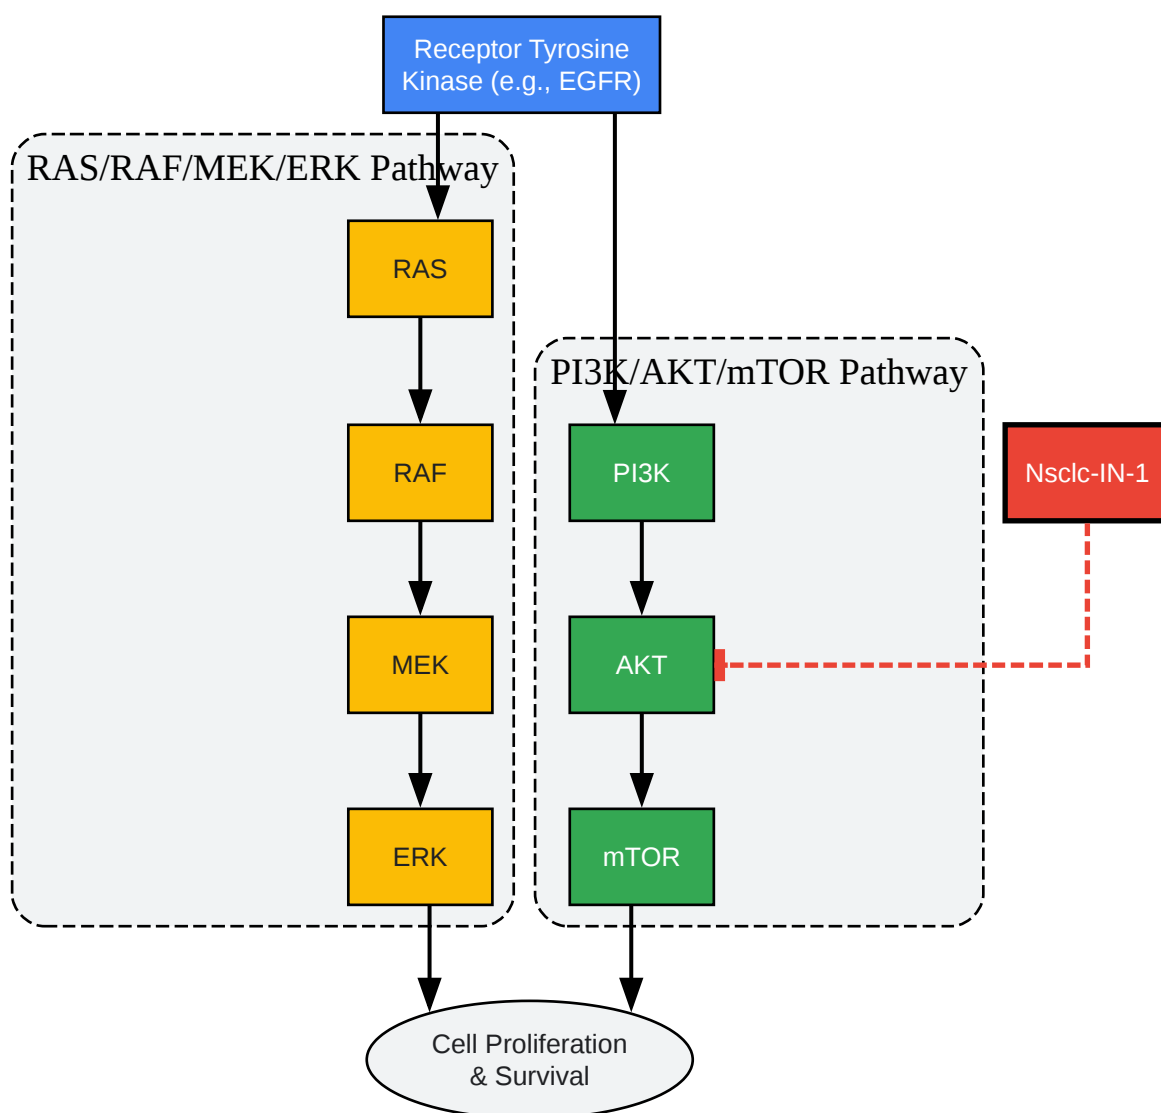 Receptor Tyrosine
Kinase (e.g., EGFR)
RAS/RAF/MEK/ERK Pathway
RAS
PI3K/AKT/mTOR Pathway
RAF
PI3K
Nsclc-IN-1
MEK
AKT
ERK
mTOR
Cell Proliferation
& Survival